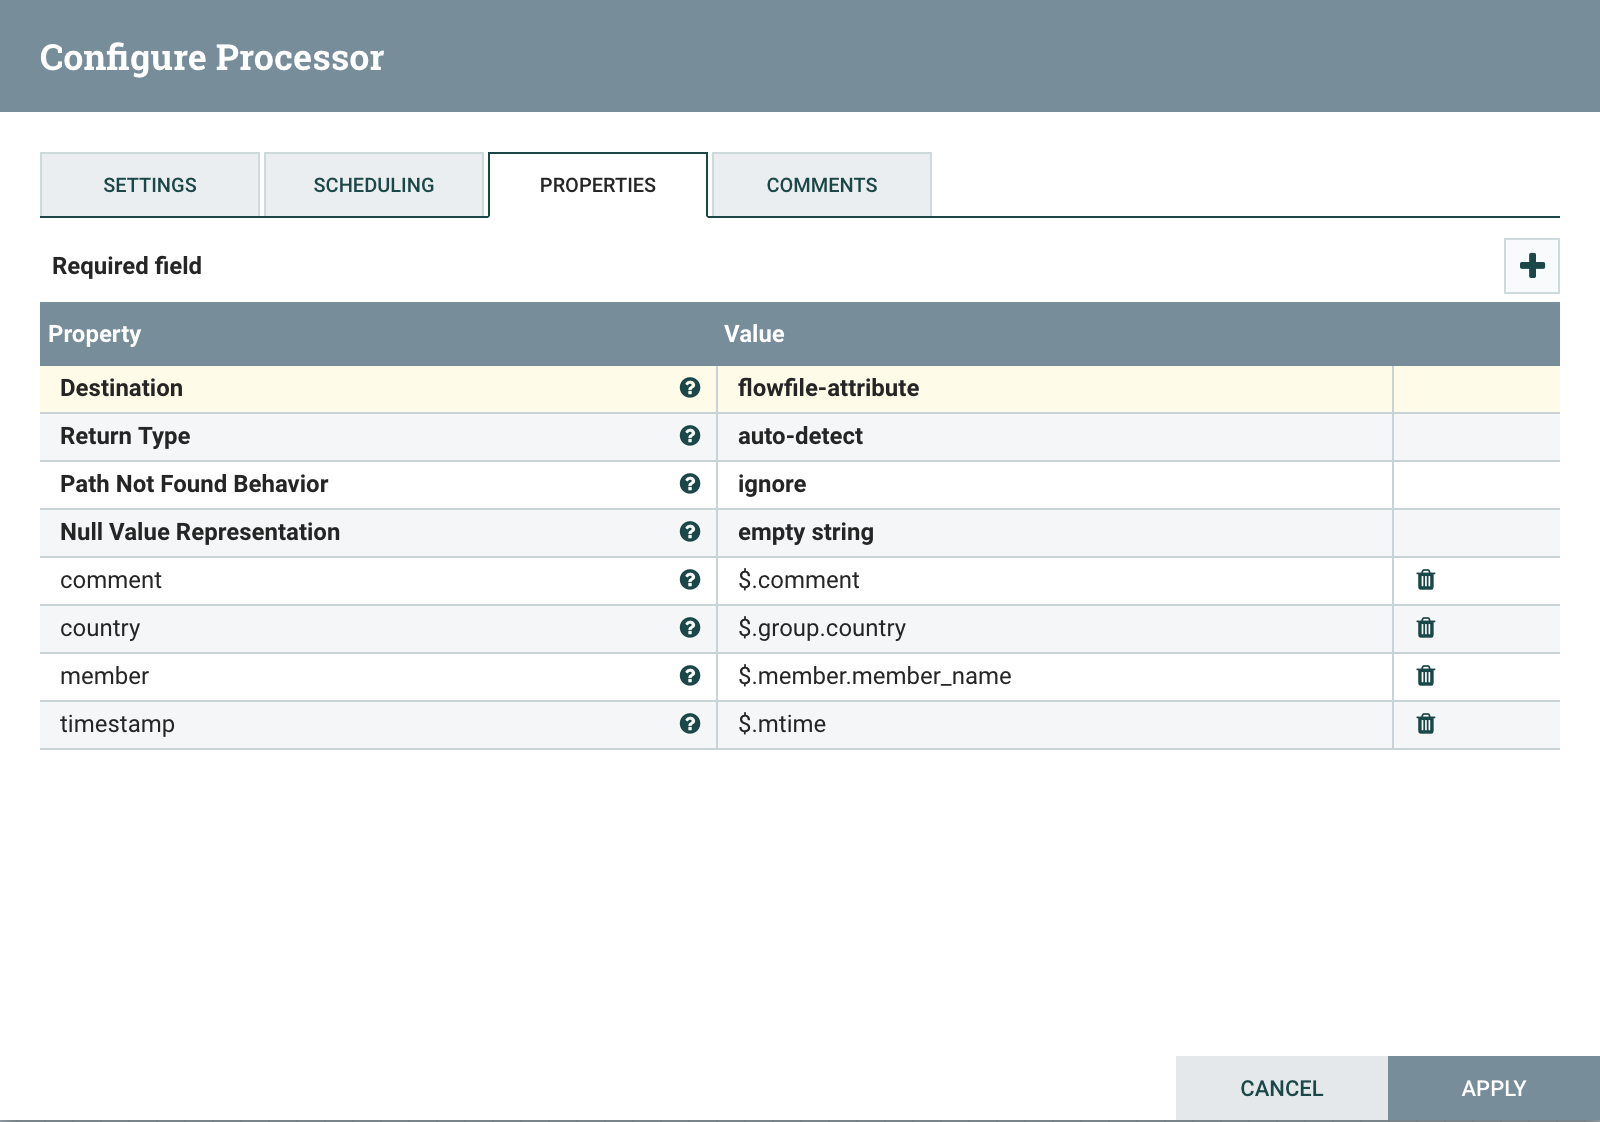 Configure Processor
SETTINGS SCHEDULING PROPERTIES COMMENTS
Required field
Property Value
Destination flowfile-attribute
Return Type auto-detect
Path Not Found Behavior ignore
Null Value Representation empty string
comment $.comment
country $.group.country
member $.member.member_name
timestamp $.mtime
CANCEL APPLY